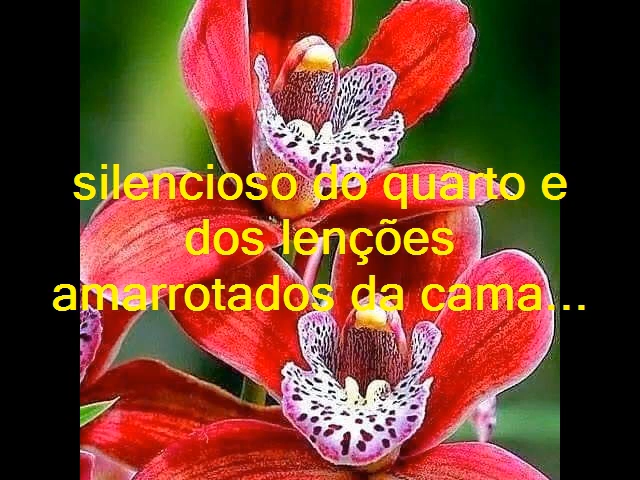 silencioso do quarto e
dos lenções
amarrotados da cama...